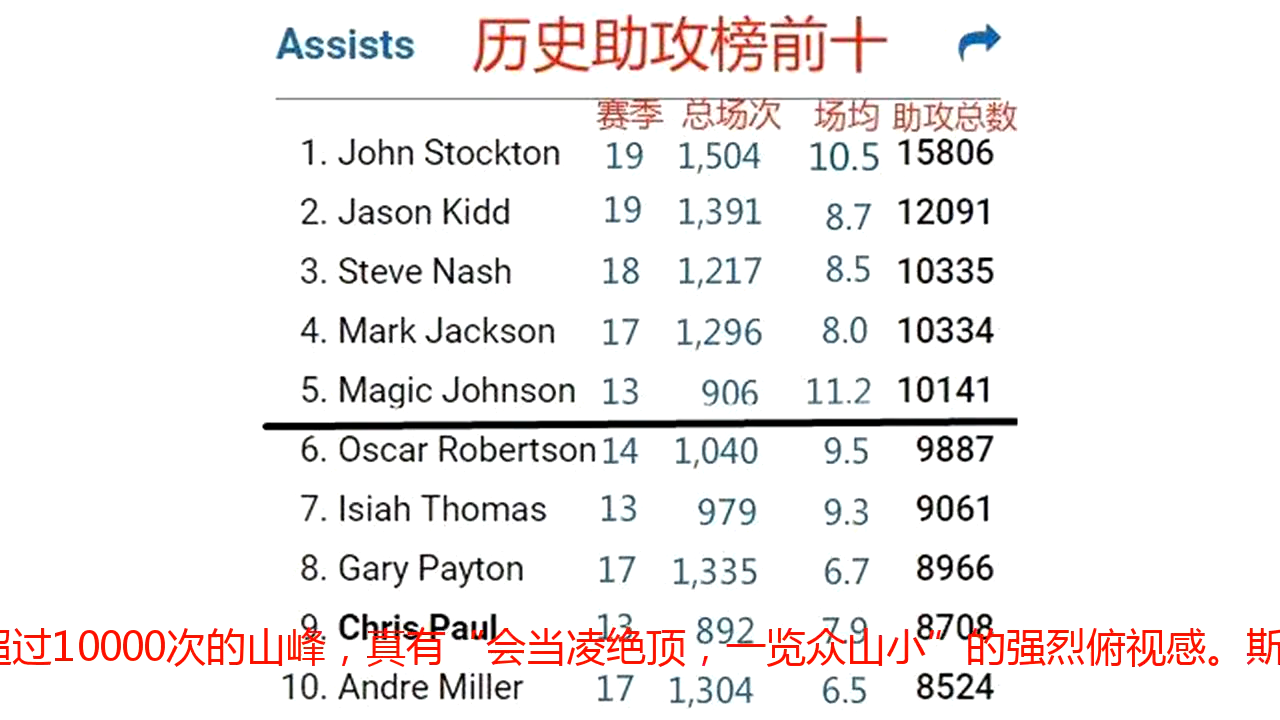 Assists 历史助攻榜前十
赛季 总场次 场均 助攻总数
1. John Stockton 19 1,504 10.5 15806
2. Jason Kidd 19 1,391 8.7 12091
3. Steve Nash 18 1,217 8.5 10335
4. Mark Jackson 17 1,296 8.0 10334
5. Magic Johnson 13 906 11.2 10141
6. Oscar Robertson 14 1,040 9.5 9887
7. Isiah Thomas 13 979 9.3 9061
8. Gary Payton 17 1,335 6.7 8966
9. Chris Paul 13 892 7.9 8708
超过10000次的山峰，真有“会当凌绝顶，一览众山小”的强烈俯视感。斯
10. Andre Miller 17 1,304 6.5 8524